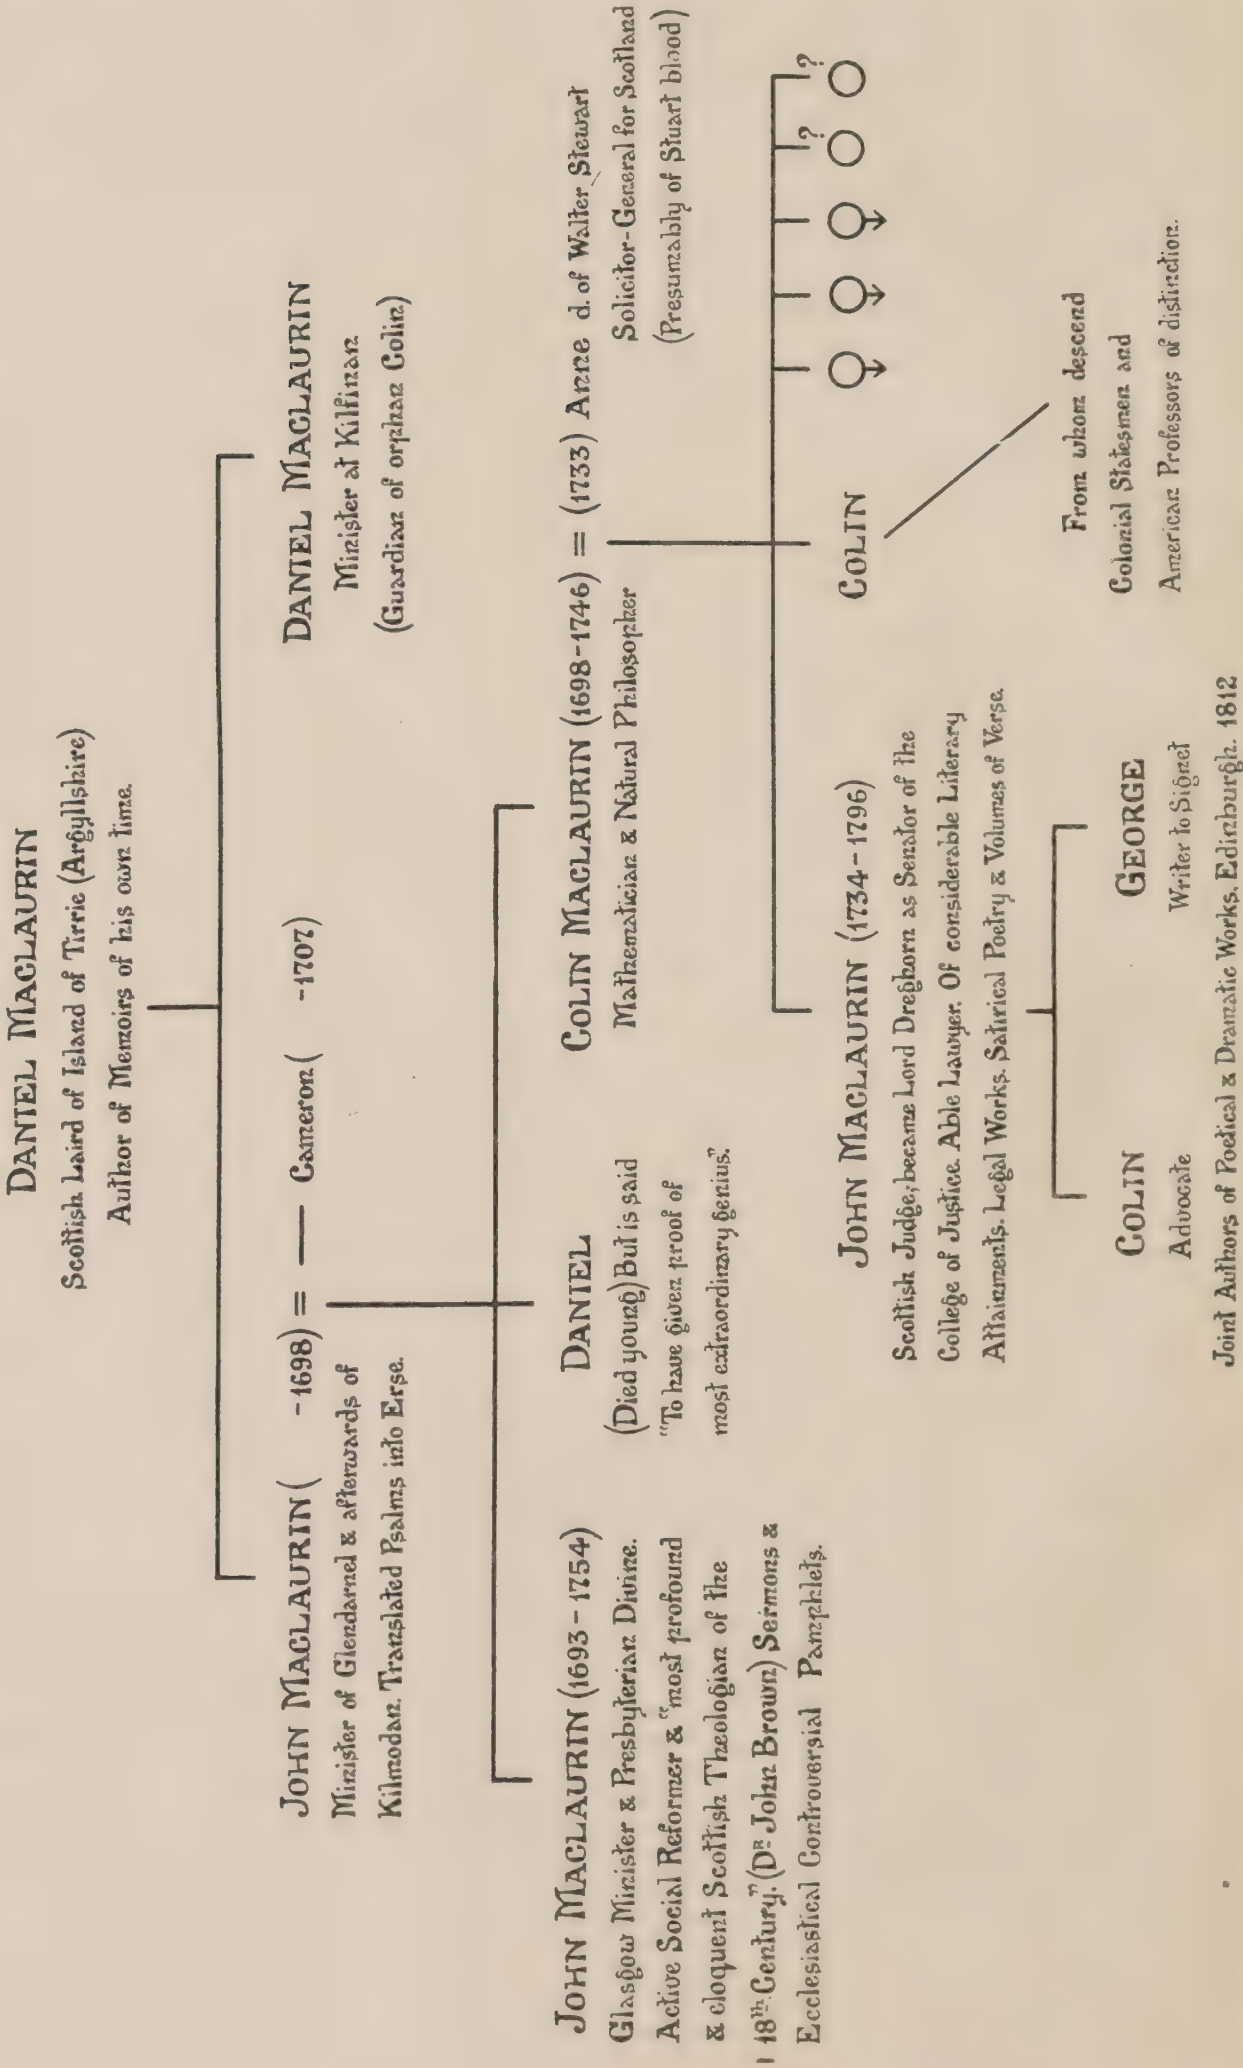 DANIEL MACLAURIN
Scottish Laird of Island of Tirrie (Argyllshire)
Author of Memoirs of his own time.
JOHN MACLAURIN ( -1698) = — Cameron ( -1707)
Minister of Glendarnel & afterwards of
Kilmodan. Translated Psalms into Erse.
DANIEL MACLAURIN
Minister at Kilfinan
(Guardian of orphan Colin)
JOHN MACLAURIN (1693-1754)
Glasgow Minister & Presbyterian Divine.
Active Social Reformer & "most profound
& eloquent Scottish Theologian of the
18th Century." (Dr John Brown) Sermons &
Ecclesiastical Controversial Pamphlets.
DANIEL
(Died young) But is said
"To have given proof of
most extraordinary genius."
COLIN MACLAURIN (1698-1746) = (1733) Anne d. of Walter Stewart
Mathematician & Natural Philosopher
Solicitor-General for Scotland
(Presumably of Stuart blood)
JOHN MACLAURIN (1734-1796)
Scottish Judge, became Lord Dreghorn as Senator of the
College of Justice. Able Lawyer. Of considerable Literary
Attainments. Legal Works. Satirical Poetry & Volumes of Verse.
COLIN
? ?
From whom descend
Colonial Statesmen and
American Professors of distinction.
COLIN
Advocate
GEORGE
Writer to Signet
Joint Authors of Poetical & Dramatic Works, Edinburgh. 1812